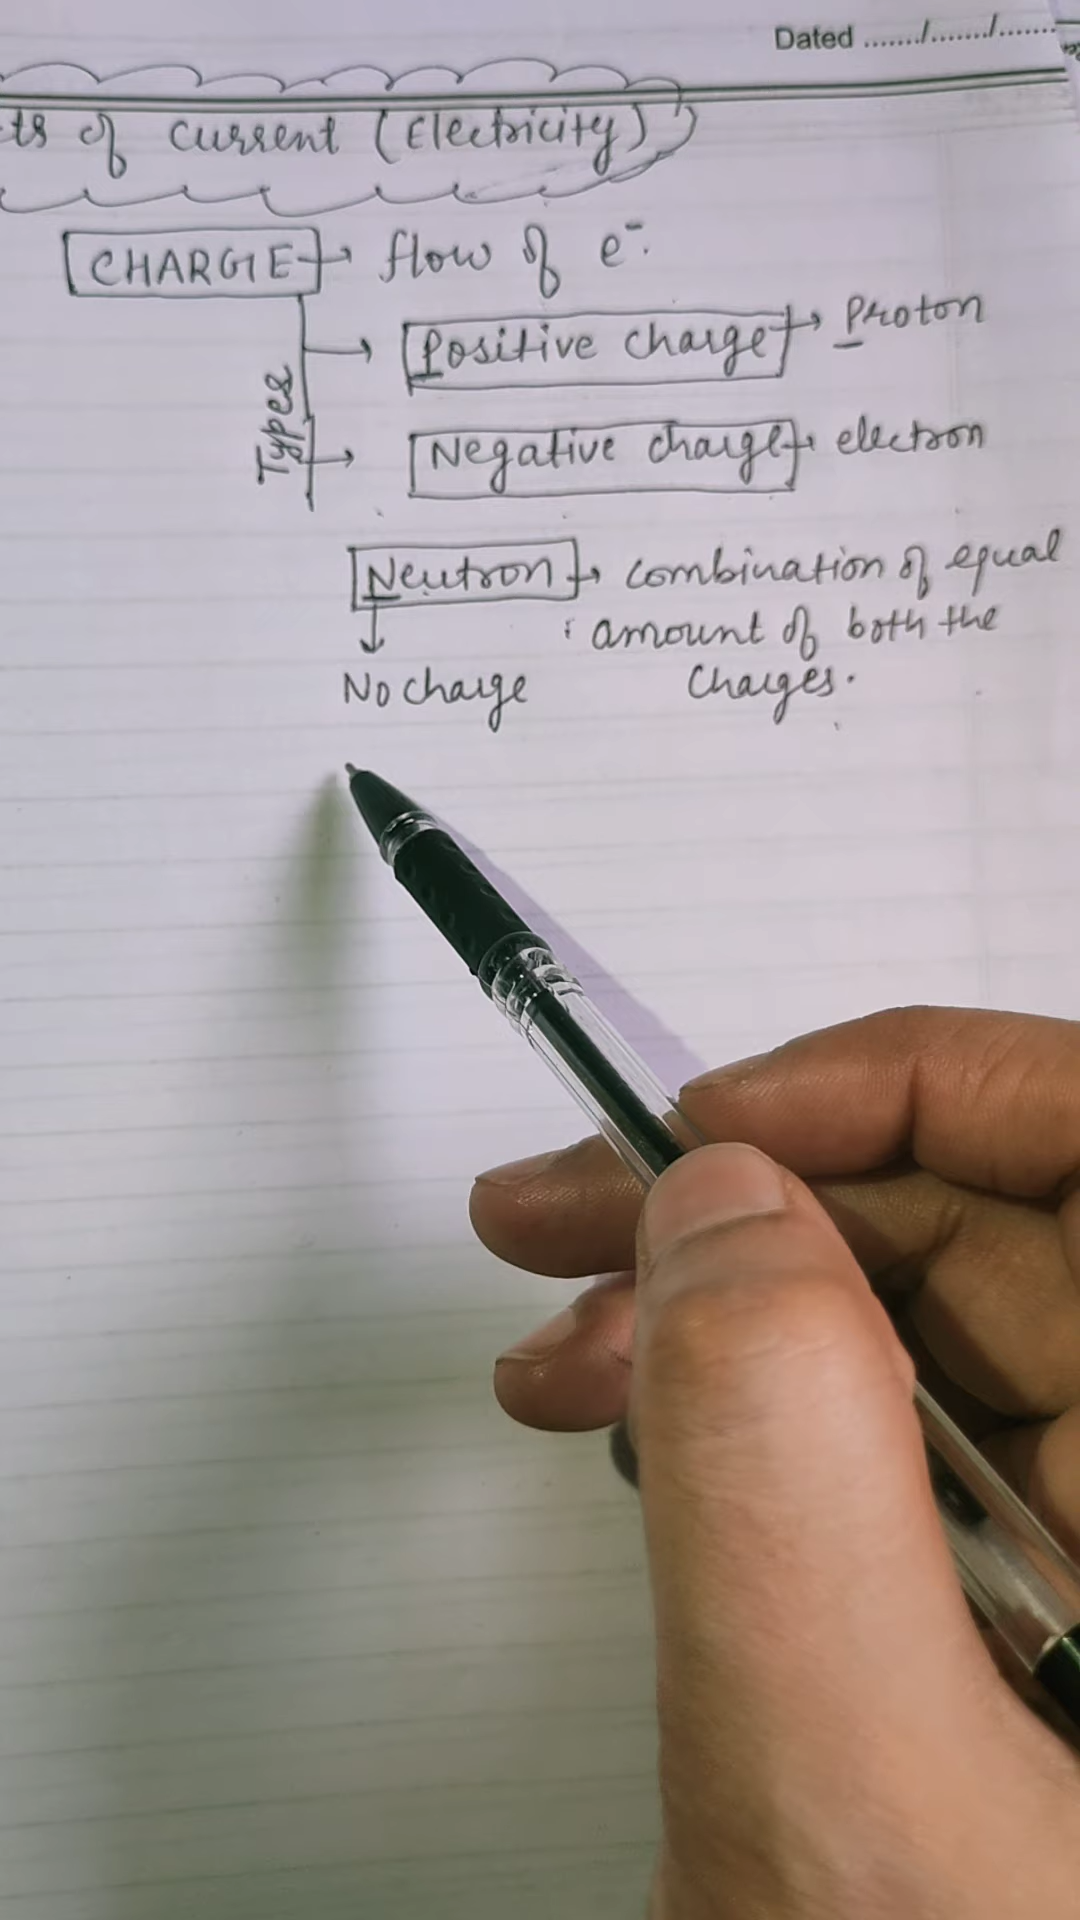 Dated ......./......./.......
ts of current (Electricity)
CHARGE → flow of e⁻.
Types
Positive charge → Proton
Negative charge → electron
Neutron → combination of equal
amount of both the
No charge
Charges.